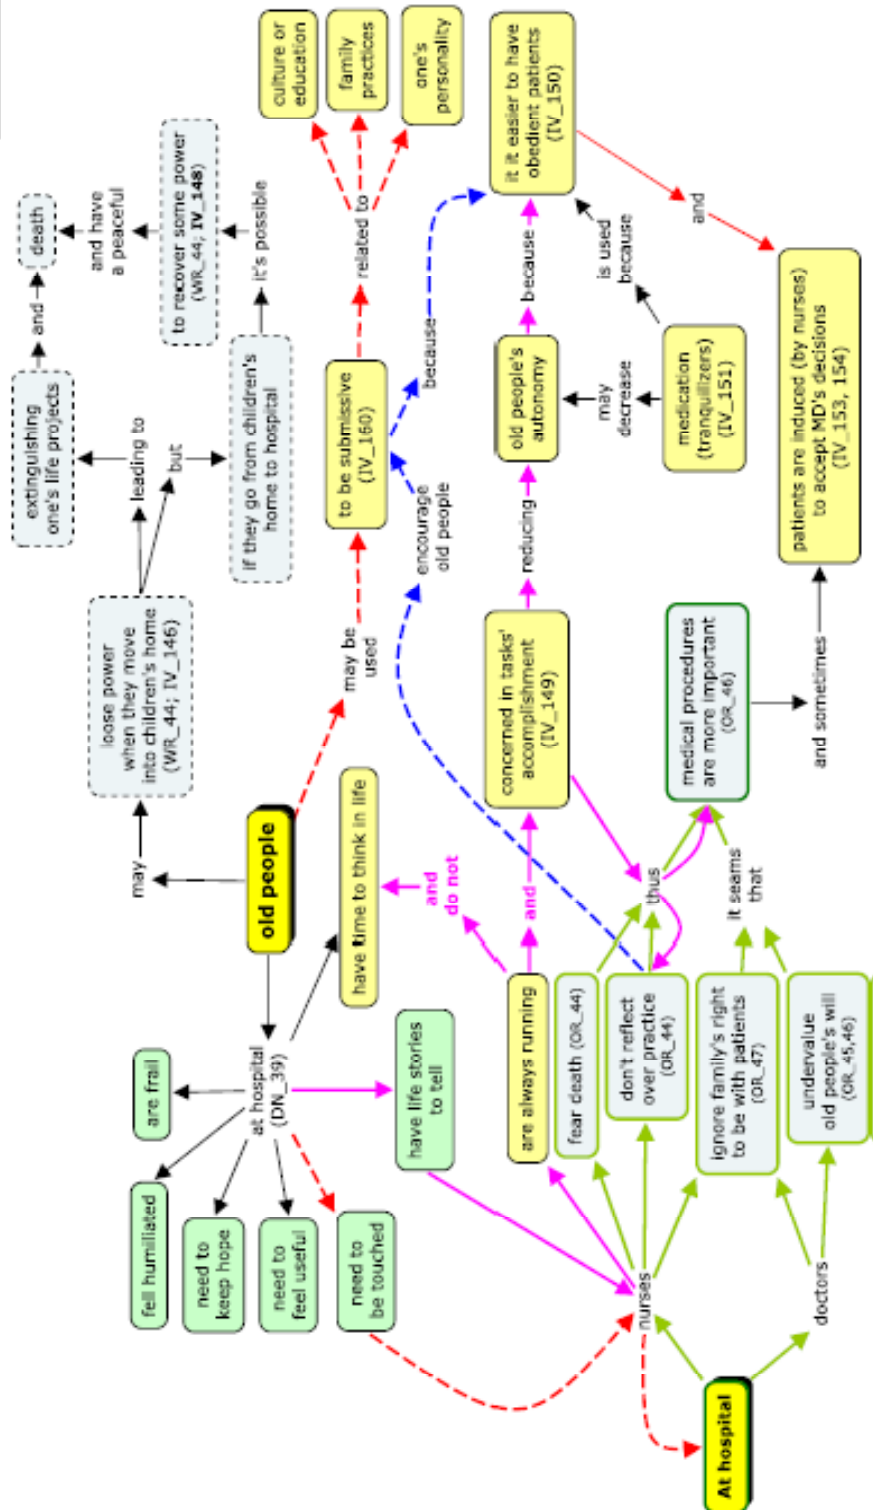 fell humiliated
are frail
need to
keep hope
need to
feel useful
need to
be touched
at hospital
(DN_39)
have life stories
to tell
have time to think in life
old people
may
loose power
when they move
into children's home
(WR_44; IV_146)
leading to
but
extinguishing
one's life projects
and
death
if they go from children's
home to hospital
it's possible
to recover some power
(WR_44; IV_148)
and have
a peaceful
may be
used
to be submissive
(IV_160)
related to
culture or
education
family
practices
one's
personality
encourage
old people
because
At hospital
nurses
doctors
are always running
and
do not
and
concerned in tasks'
accomplishment
(IV_149)
reducing
old people's
autonomy
because
it it easier to have
obedient patients
(IV_150)
may
decrease
medication
(tranquilizers)
(IV_151)
is used
because
and
fear death (OR_44)
don't reflect
over practice
(OR_44)
thus
ignore family's right
to be with patients
(OR_47)
undervalue
old people's will
(OR_45,46)
it seams
that
medical procedures
are more important
(OR_46)
and sometimes
patients are induced (by nurses)
to accept MD's decisions
(IV_153, 154)